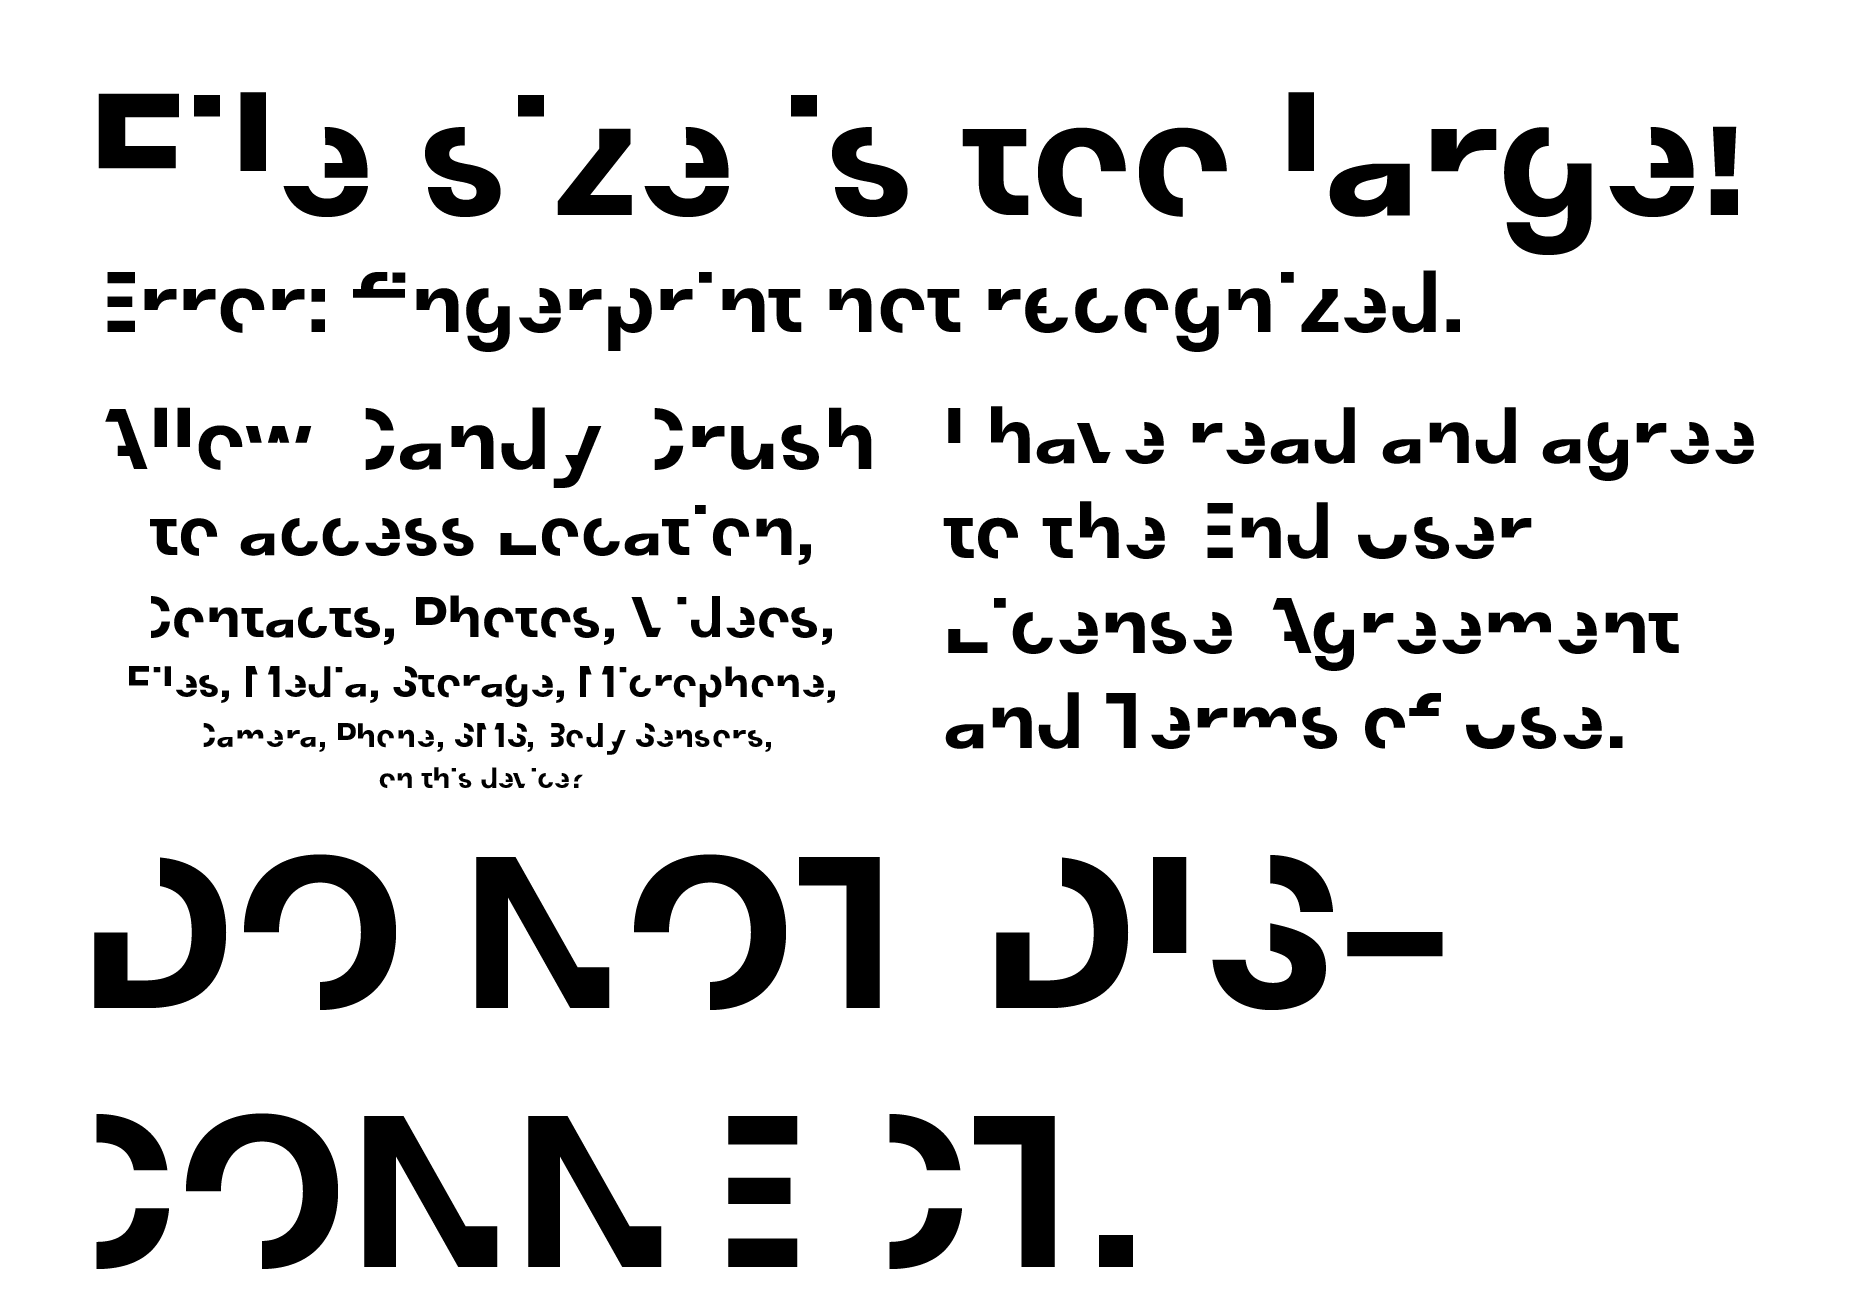 File size is too large!
Error: fingerprint not recognized.
Allow Candy Crush
to access Location,
Contacts, Photos, Videos,
Files, Media, Storage, Microphone,
Camera, Phone, SMS, Body Sensors,
on this device?
I have read and agree
to the End User
License Agreement
and Terms of Use.
DO NOT DIS-
CONNECT.